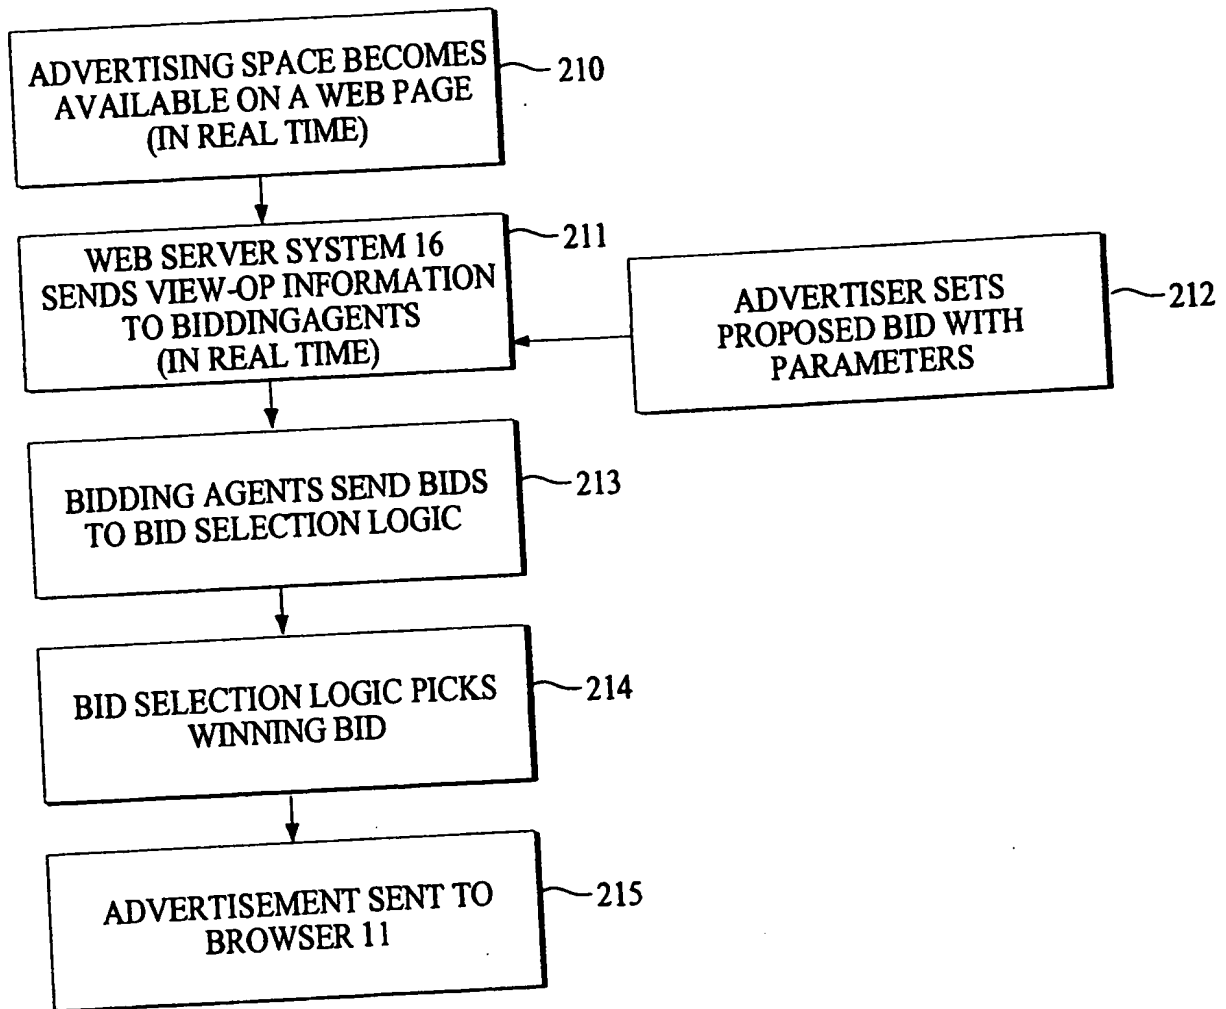 ADVERTISING SPACE BECOMES
AVAILABLE ON A WEB PAGE
(IN REAL TIME)
210
WEB SERVER SYSTEM 16
SENDS VIEW-OP INFORMATION
TO BIDDINGAGENTS
(IN REAL TIME)
211
ADVERTISER SETS
PROPOSED BID WITH
PARAMETERS
212
BIDDING AGENTS SEND BIDS
TO BID SELECTION LOGIC
213
BID SELECTION LOGIC PICKS
WINNING BID
214
ADVERTISEMENT SENT TO
BROWSER 11
215